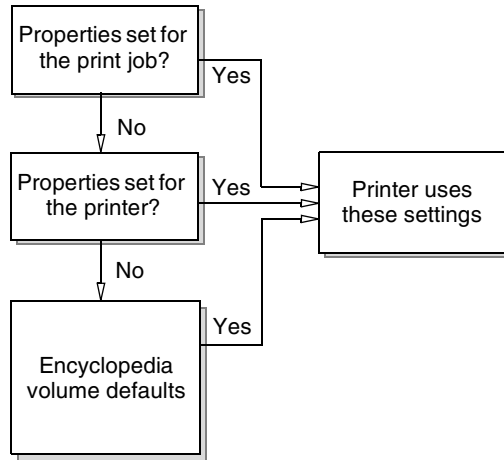 Properties set for
the print job?
Yes
No
Properties set for
the printer?
Yes
Printer uses
these settings
No
Yes
Encyclopedia
volume defaults